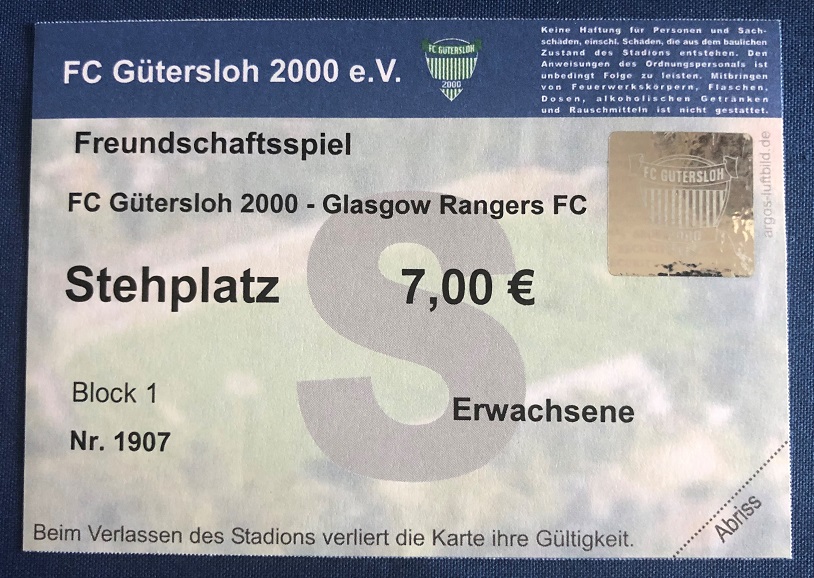 FC Gütersloh 2000 e.V.
FC GÜTERSLOH
2000
Keine Haftung für Personen und Sach-
schäden, einschl. Schäden, die aus dem baulichen
Zustand des Stadions entstehen. Den
Anweisungen des Ordnungspersonals ist
unbedingt Folge zu leisten. Mitbringen
von Feuerwerkskörpern, Flaschen,
Dosen, alkoholischen Getränken
und Rauschmitteln ist nicht gestattet.
Freundschaftsspiel
FC Gütersloh 2000 - Glasgow Rangers FC
FC GÜTERSLOH
2000
argos-luftbild.de
S
Stehplatz 7,00 €
Block 1
Erwachsene
Nr. 1907
Abriss
Beim Verlassen des Stadions verliert die Karte ihre Gültigkeit.